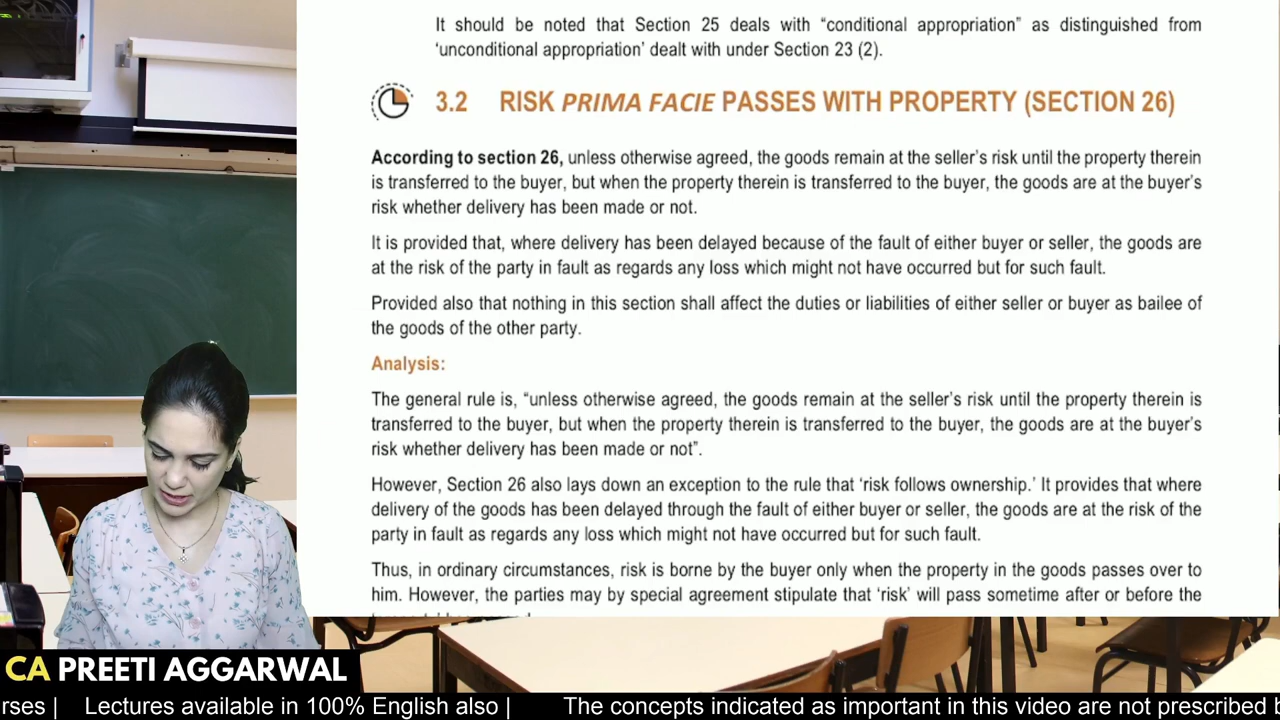 It should be noted that Section 25 deals with “conditional appropriation” as distinguished from
‘unconditional appropriation’ dealt with under Section 23 (2).
3.2 RISK PRIMA FACIE PASSES WITH PROPERTY (SECTION 26)
According to section 26, unless otherwise agreed, the goods remain at the seller’s risk until the property therein
is transferred to the buyer, but when the property therein is transferred to the buyer, the goods are at the buyer’s
risk whether delivery has been made or not.
It is provided that, where delivery has been delayed because of the fault of either buyer or seller, the goods are
at the risk of the party in fault as regards any loss which might not have occurred but for such fault.
Provided also that nothing in this section shall affect the duties or liabilities of either seller or buyer as bailee of
the goods of the other party.
Analysis:
The general rule is, “unless otherwise agreed, the goods remain at the seller’s risk until the property therein is
transferred to the buyer, but when the property therein is transferred to the buyer, the goods are at the buyer’s
risk whether delivery has been made or not”.
However, Section 26 also lays down an exception to the rule that ‘risk follows ownership.’ It provides that where
delivery of the goods has been delayed through the fault of either buyer or seller, the goods are at the risk of the
party in fault as regards any loss which might not have occurred but for such fault.
Thus, in ordinary circumstances, risk is borne by the buyer only when the property in the goods passes over to
him. However, the parties may by special agreement stipulate that ‘risk’ will pass sometime after or before the
CA PREETI AGGARWAL
rses | Lectures available in 100% English also | The concepts indicated as important in this video are not prescribed b